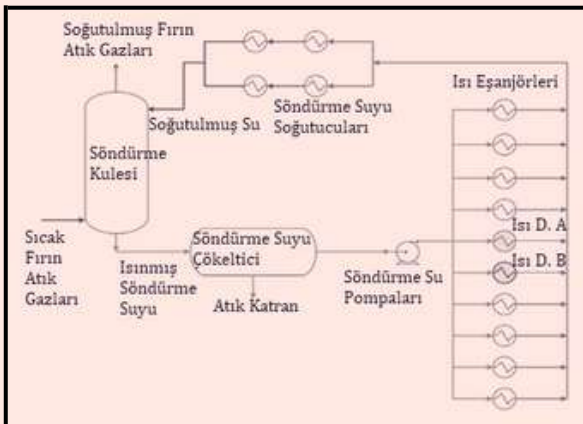 Soğutulmuş Fırın
Atık Gazları
Isı Eşanjörleri
Söndürme Suyu
Soğutucuları
Soğutulmuş Su
Söndürme
Kulesi
Sıcak
Fırın
Atık
Gazları
Isınmış
Söndürme
Suyu
Söndürme Suyu
Çökeltici
Atık Katran
Söndürme Su
Pompaları
Isı D. A
Isı D. B